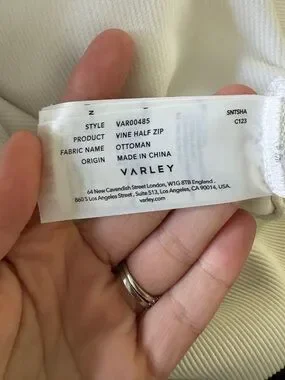 STYLE VAR00485
PRODUCT VINE HALF ZIP
FABRIC NAME OTTOMAN
ORIGIN MADE IN CHINA
SNTSHA
C123
VARLEY
64 New Cavendish Street London, W1G 8TB England.
860 S Los Angeles Street, Suite 513, Los Angeles, CA 90014, USA.
varley.com